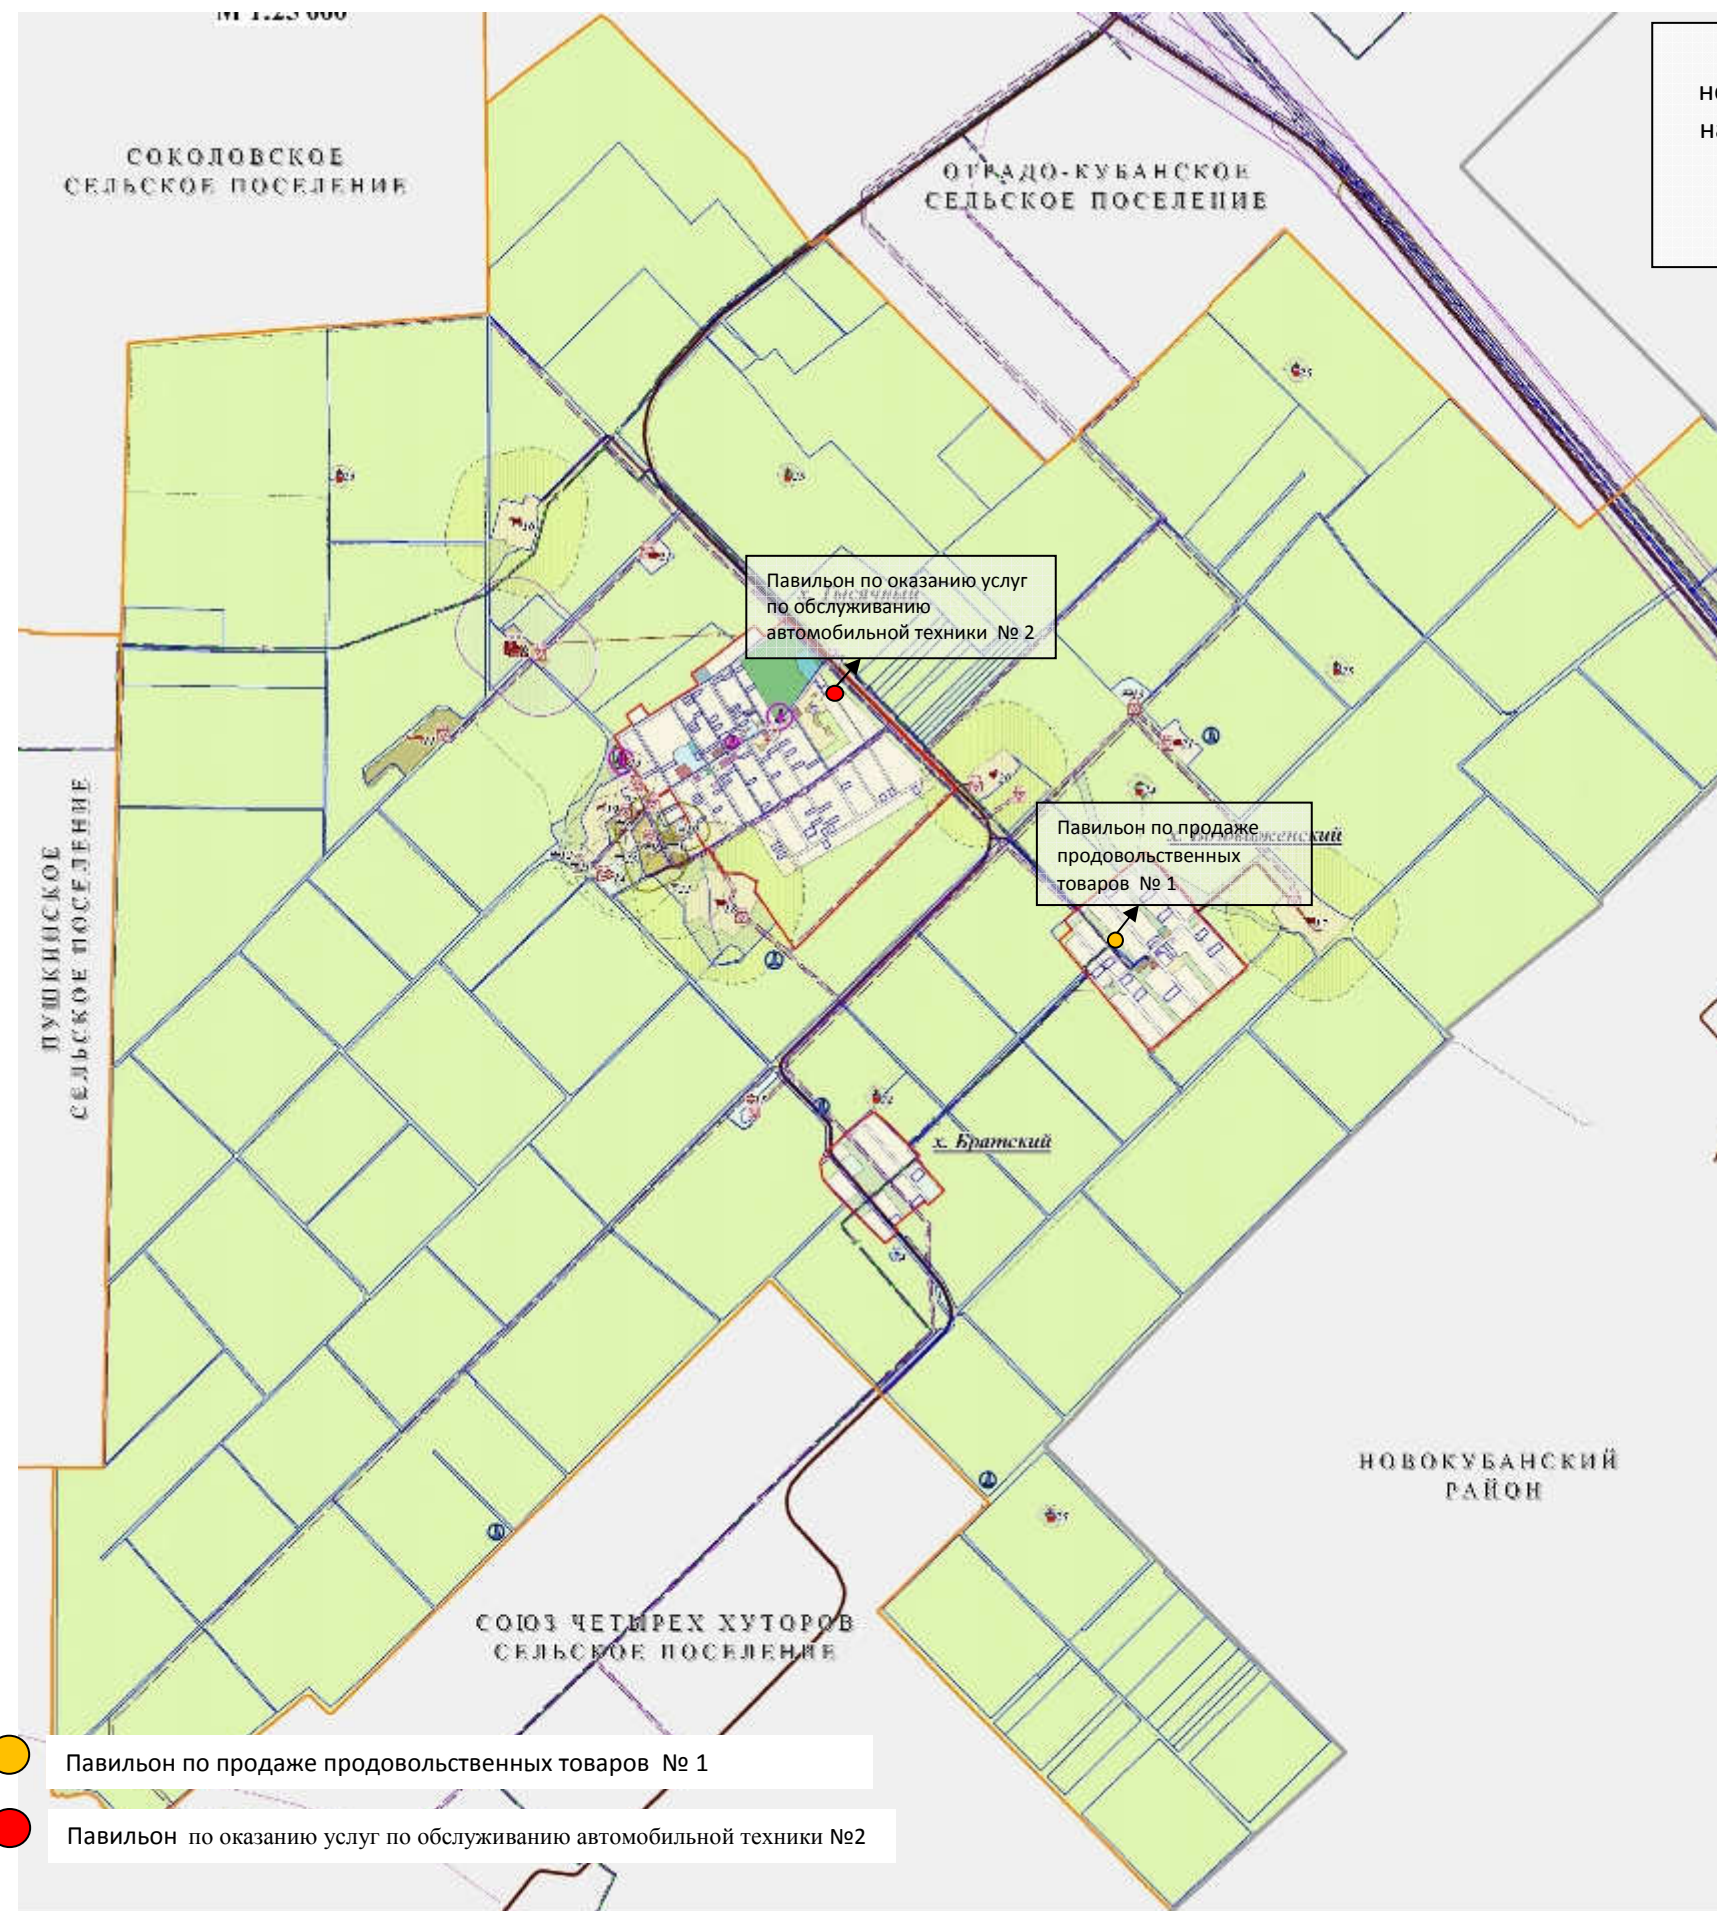 М 1:25 000
СОКОЛОВСКОЕ
СЕЛЬСКОЕ ПОСЕЛЕНИЕ
ОТРАДО-КУБАНСКОЕ
СЕЛЬСКОЕ ПОСЕЛЕНИЕ
Павильон по оказанию услуг
по обслуживанию
автомобильной техники № 2
х. Тысячный
Павильон по продаже
продовольственных
товаров № 1
ПУШКИНСКОЕ
СЕЛЬСКОЕ ПОСЕЛЕНИЕ
х. Братский
НОВОКУБАНСКИЙ
РАЙОН
СОЮЗ ЧЕТЫРЕХ ХУТОРОВ
СЕЛЬСКОЕ ПОСЕЛЕНИЕ
Павильон по продаже продовольственных товаров № 1
Павильон по оказанию услуг по обслуживанию автомобильной техники №2